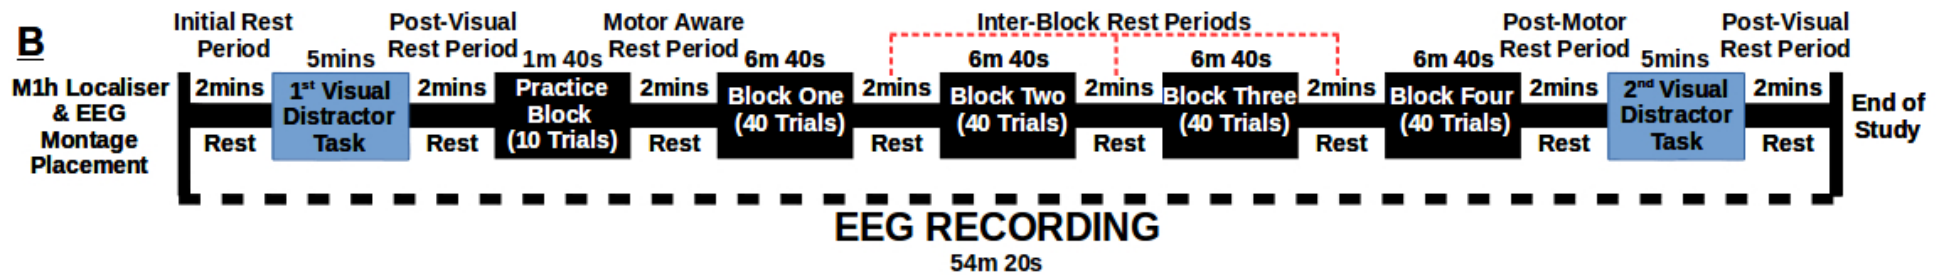 B
Initial Rest
Period
5mins
Post-Visual
Rest Period
1m 40s
Motor Aware
Rest Period
6m 40s
Inter-Block Rest Periods
6m 40s
6m 40s
6m 40s
Post-Motor
Rest Period
5mins
Post-Visual
Rest Period
M1h Localiser
& EEG
Montage
Placement
2mins
Rest
1st Visual
Distractor
Task
2mins
Rest
Practice
Block
(10 Trials)
2mins
Rest
Block One
(40 Trials)
2mins
Rest
Block Two
(40 Trials)
2mins
Rest
Block Three
(40 Trials)
2mins
Rest
Block Four
(40 Trials)
2mins
Rest
2nd Visual
Distractor
Task
2mins
Rest
End of
Study
EEG RECORDING
54m 20s